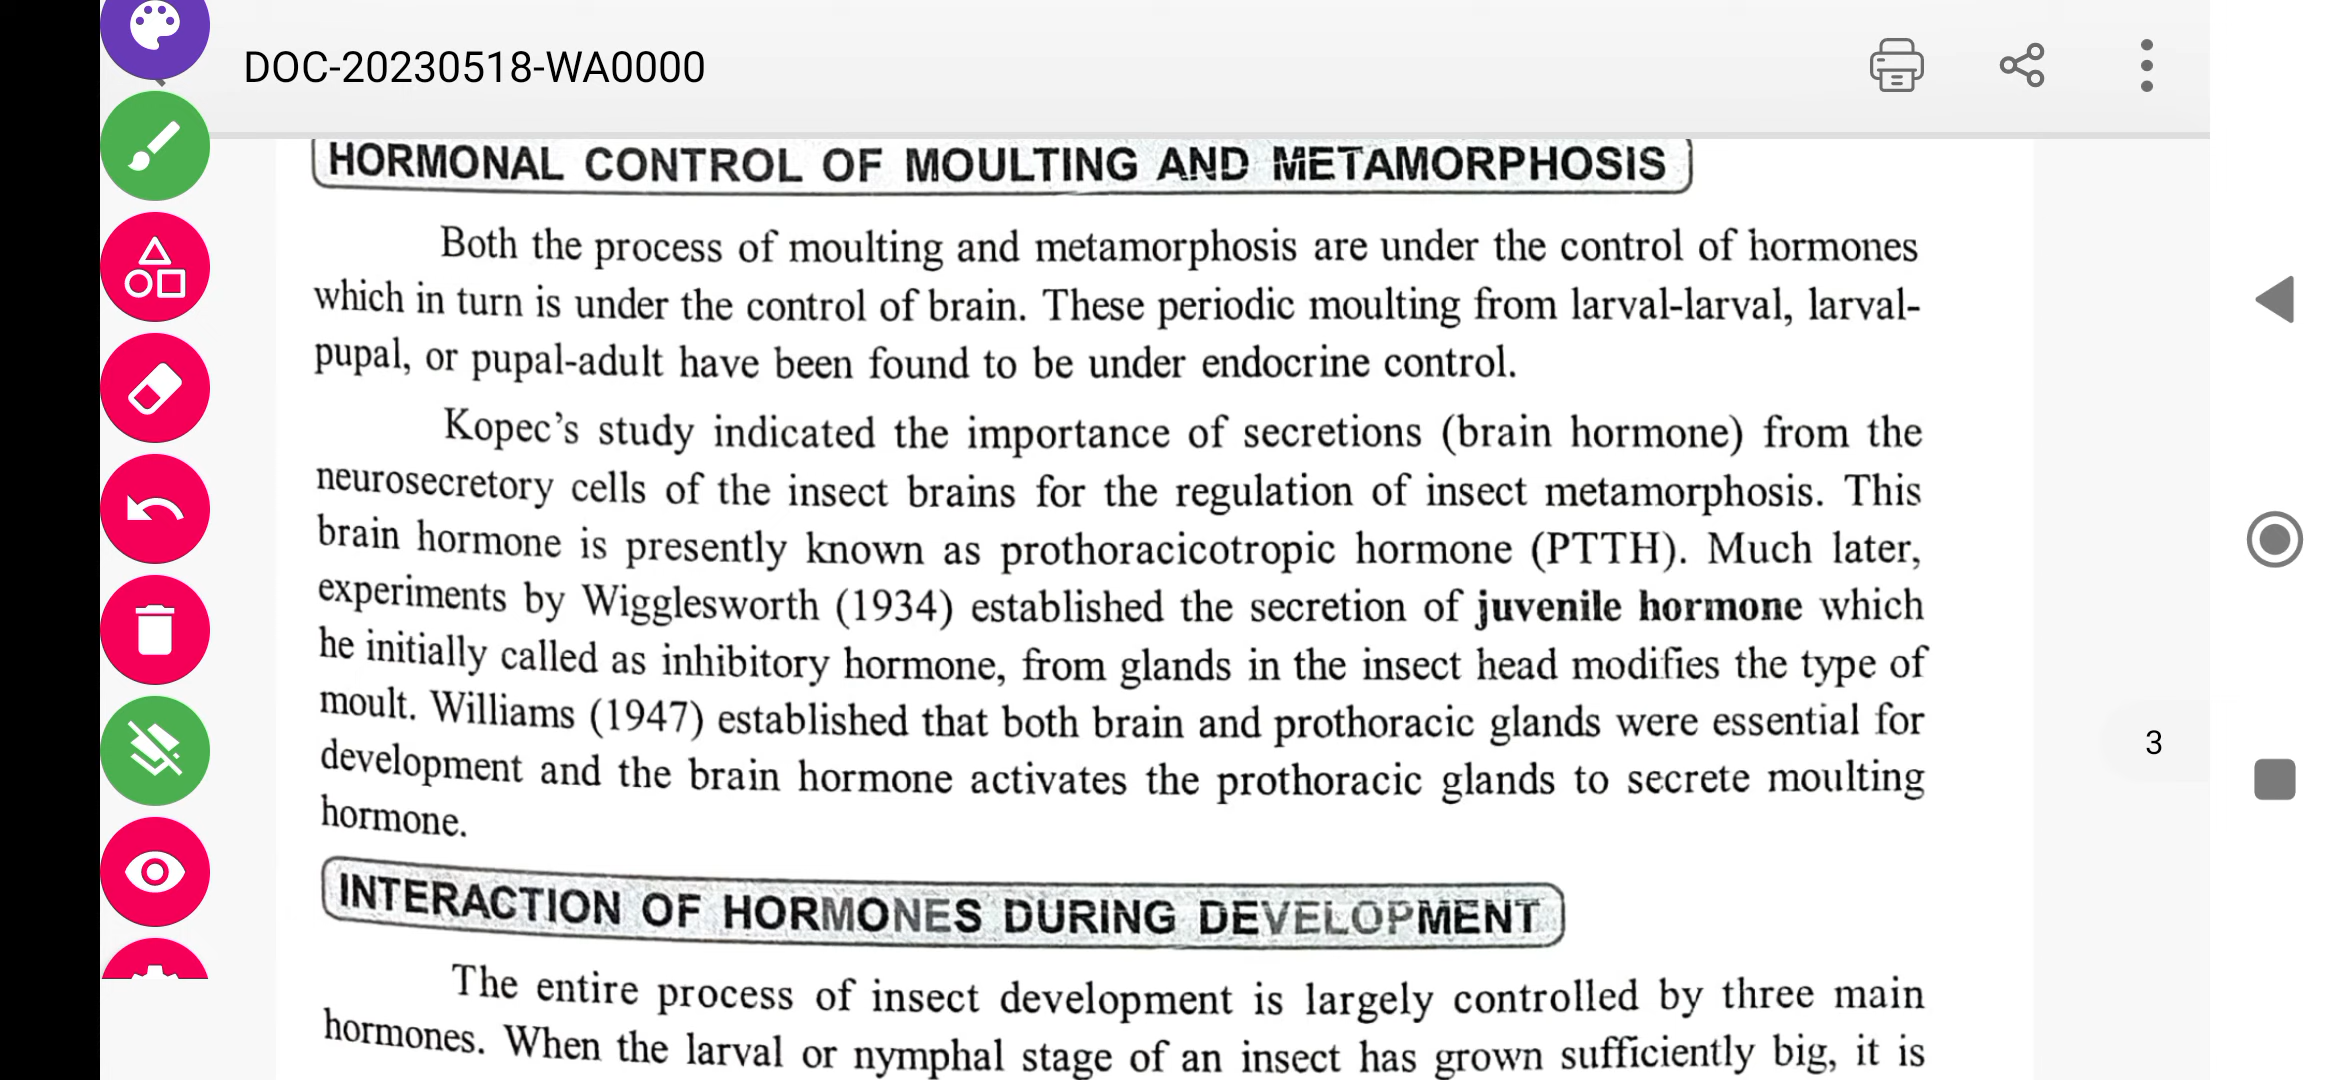 DOC-20230518-WA0000
HORMONAL CONTROL OF MOULTING AND METAMORPHOSIS
Both the process of moulting and metamorphosis are under the control of hormones
which in turn is under the control of brain. These periodic moulting from larval-larval, larval-
pupal, or pupal-adult have been found to be under endocrine control.
Kopec's study indicated the importance of secretions (brain hormone) from the
neurosecretory cells of the insect brains for the regulation of insect metamorphosis. This
brain hormone is presently known as prothoracicotropic hormone (PTTH). Much later,
experiments by Wigglesworth (1934) established the secretion of juvenile hormone which
he initially called as inhibitory hormone, from glands in the insect head modifies the type of
moult. Williams (1947) established that both brain and prothoracic glands were essential for
development and the brain hormone activates the prothoracic glands to secrete moulting
hormone.
3
INTERACTION OF HORMONES DURING DEVELOPMENT
The entire process of insect development is largely controlled by three main
hormones. When the larval or nymphal stage of an insect has grown sufficiently big, it is